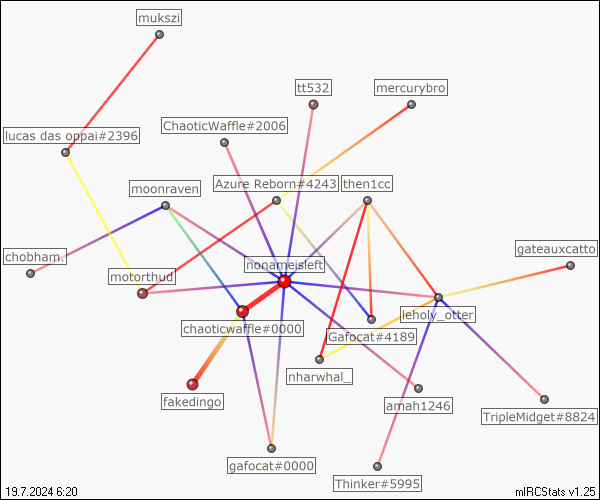 mukszi
tt532
mercurybro
ChaoticWaffle#2006
lucas das oppai#2396
moonraven
Azure Reborn#4243
then1cc
chobham.
gateauxcatto
nonameisleft
motorthud
leholy_otter
chaoticwaffle#0000
Gafocat#4189
nharwhal_
fakedingo
amah1246
TripleMidget#8824
gafocat#0000
Thinker#5995
19.7.2024 6:20
mIRCStats v1.25